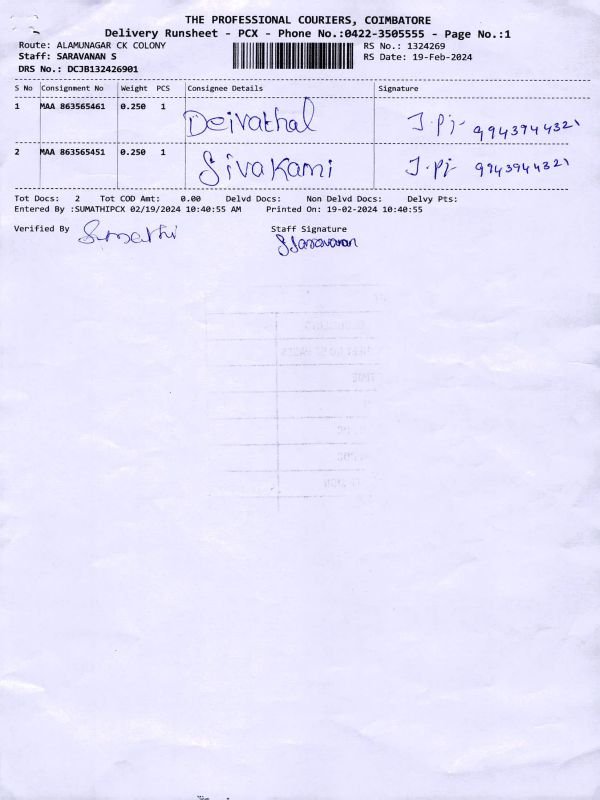 THE PROFESSIONAL COURIERS, COIMBATORE
Delivery Runsheet - PCX - Phone No.:0422-3505555 - Page No.:1
Route: ALAMUNAGAR CK COLONY RS No.: 1324269
Staff: SARAVANAN S RS Date: 19-Feb-2024
DRS No.: DCJB132426901
S No Consignment No Weight PCS Consignee Details Signature
1 MAA 863565461 0.250 1 Deivathal J.Pj- 9943944321
2 MAA 863565451 0.250 1 Sivakami J.Pj- 9943944321
Tot Docs: 2 Tot COD Amt: 0.00 Delvd Docs: Non Delvd Docs: Delvy Pts:
Entered By :SUMATHIPCX 02/19/2024 10:40:55 AM Printed On: 19-02-2024 10:40:55
Verified By Sumathi Staff Signature
S Saravanan